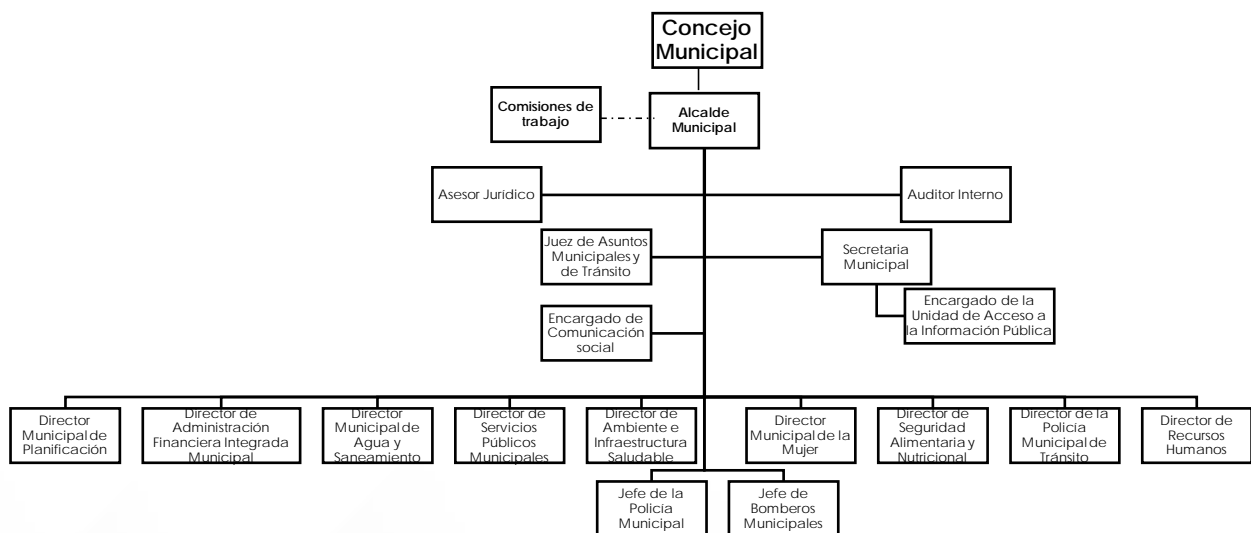 Concejo
Municipal
Comisiones de
trabajo
Alcalde
Municipal
Asesor Jurídico
Auditor Interno
Juez de Asuntos
Municipales y
de Tránsito
Secretaria
Municipal
Encargado de la
Unidad de Acceso a
la Información Pública
Encargado de
Comunicación
social
Director
Municipal de
Planificación
Director de
Administración
Financiera Integrada
Municipal
Director
Municipal de
Agua y
Saneamiento
Director de
Servicios
Públicos
Municipales
Director de
Ambiente e
Infraestructura
Saludable
Director
Municipal de la
Mujer
Director de
Seguridad
Alimentaria y
Nutricional
Director de la
Policía
Municipal de
Tránsito
Director de
Recursos
Humanos
Jefe de la
Policía
Municipal
Jefe de
Bomberos
Municipales